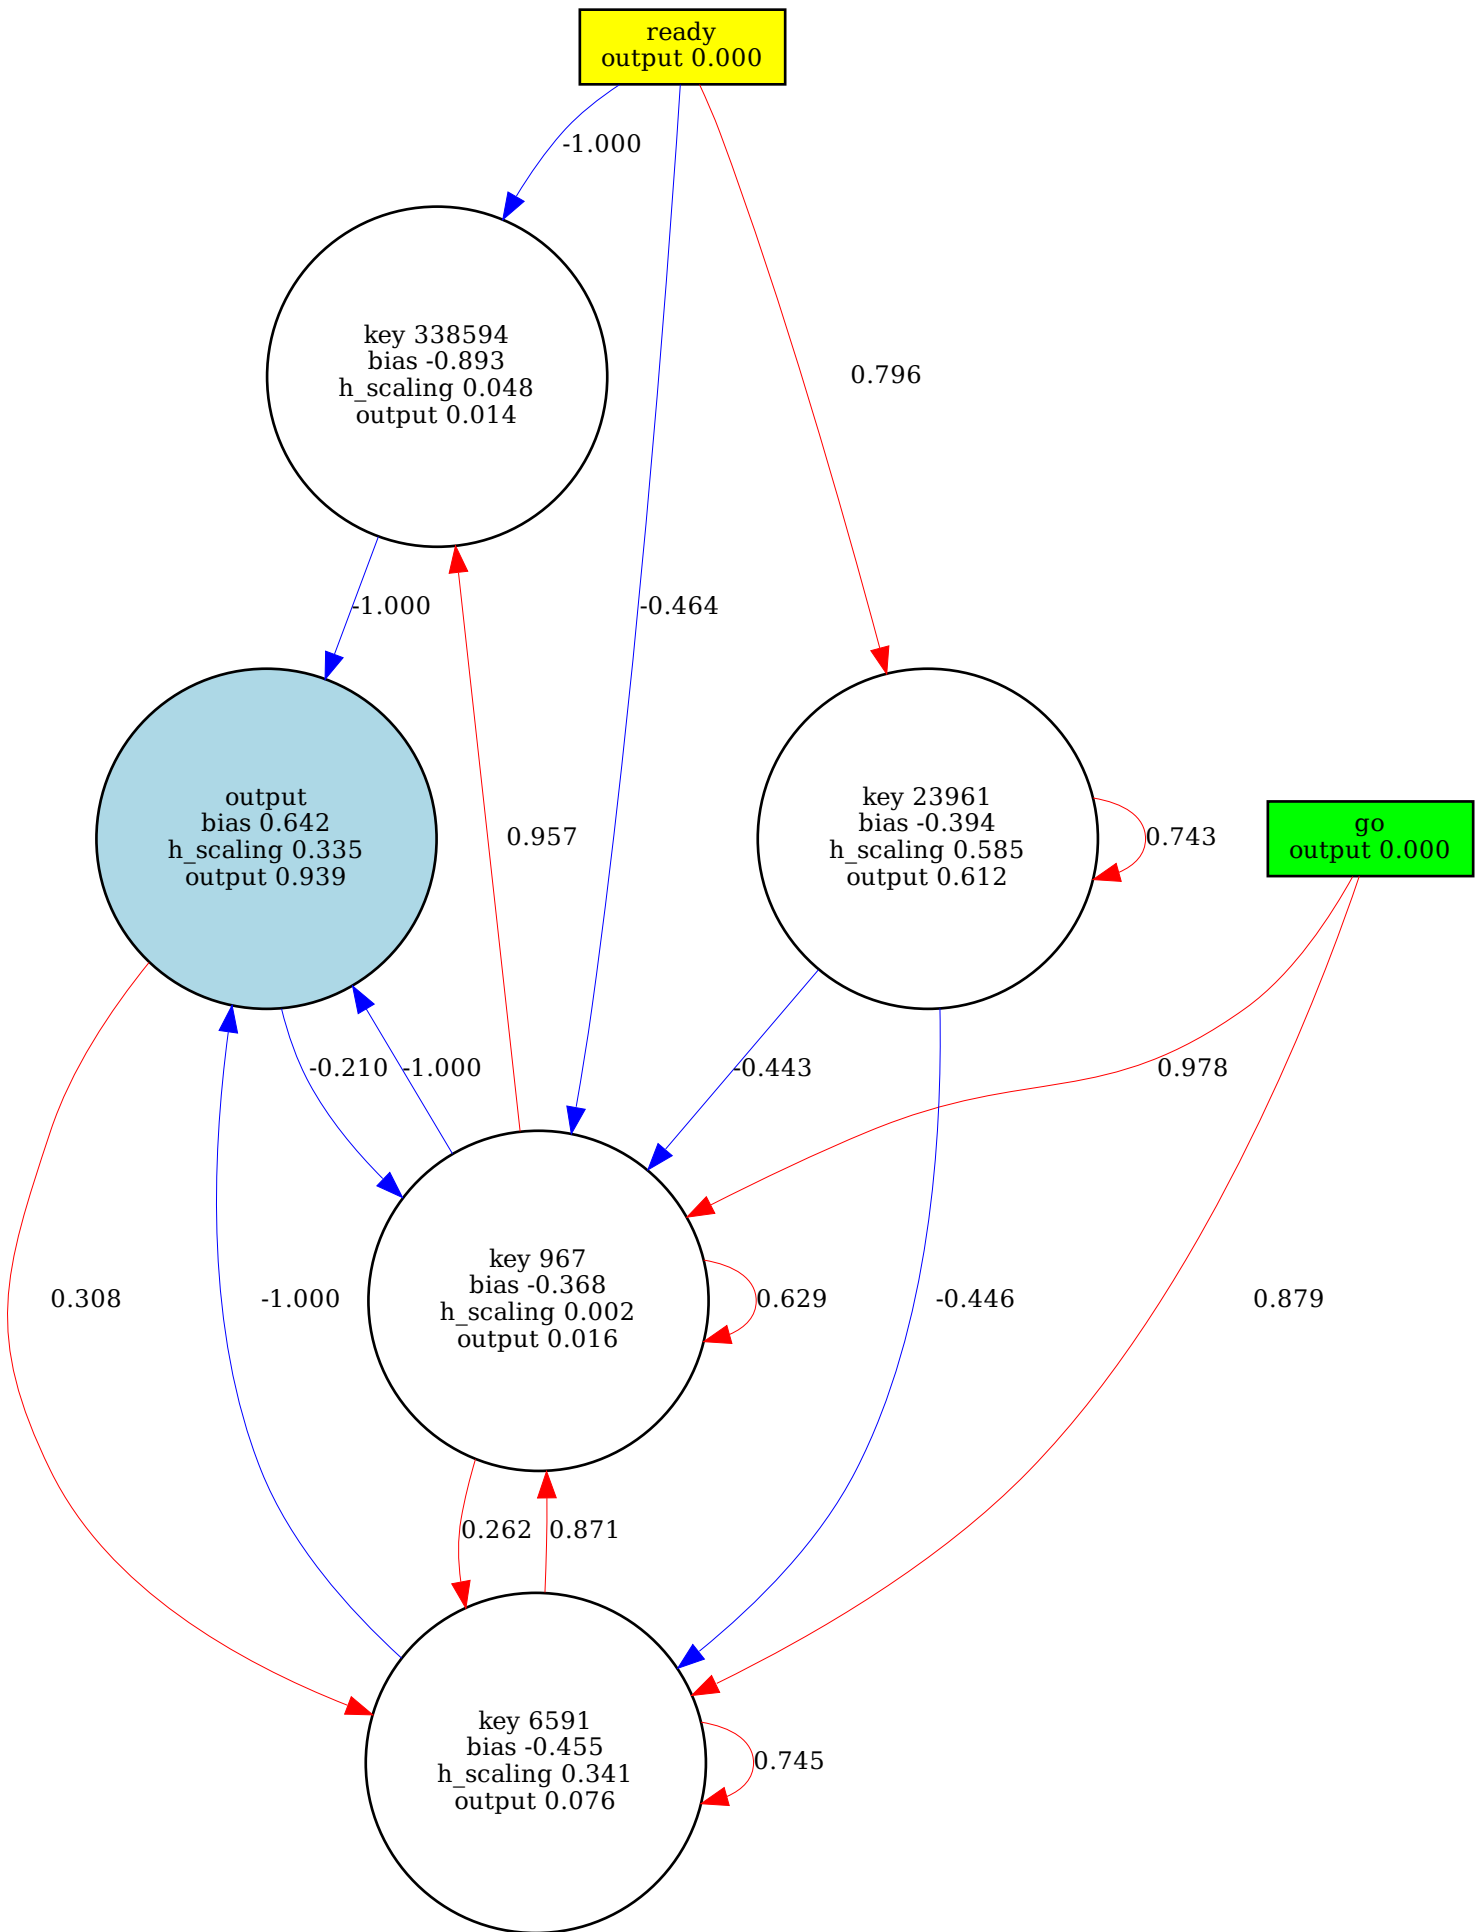 ready
output 0.000
-1.000
key 338594
bias -0.893
h_scaling 0.048
output 0.014
0.796
-1.000
-0.464
output
bias 0.642
h_scaling 0.335
output 0.939
0.957
key 23961
bias -0.394
h_scaling 0.585
output 0.612
0.743
go
output 0.000
-0.210
-1.000
-0.443
0.978
0.308
-1.000
key 967
bias -0.368
h_scaling 0.002
output 0.016
0.629
-0.446
0.879
0.262
0.871
key 6591
bias -0.455
h_scaling 0.341
output 0.076
0.745